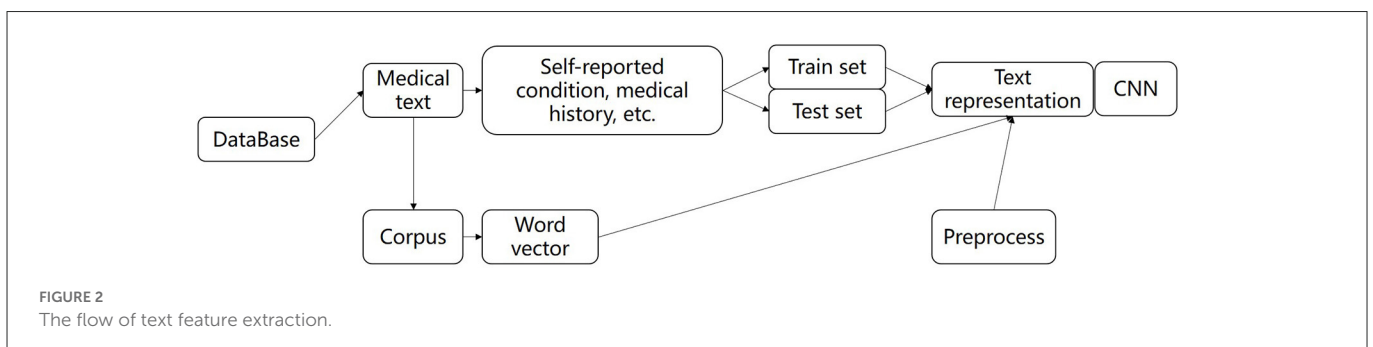 DataBase
Medical
text
Self-reported
condition, medical
history, etc.
Train set
Test set
Text
representation
CNN
Corpus
Word
vector
Preprocess
FIGURE 2
The flow of text feature extraction.